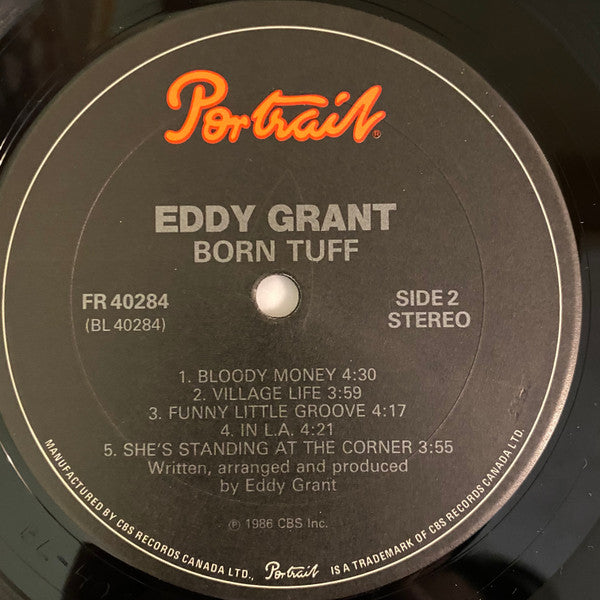 Portrait®
EDDY GRANT
BORN TUFF
FR 40284
(BL 40284)
SIDE 2
STEREO
1. BLOODY MONEY 4:30
2. VILLAGE LIFE 3:59
3. FUNNY LITTLE GROOVE 4:17
4. IN L.A. 4:21
5. SHE'S STANDING AT THE CORNER 3:55
Written, arranged and produced
by Eddy Grant
℗ 1986 CBS Inc.
MANUFACTURED BY CBS RECORDS CANADA LTD., Portrait IS A TRADEMARK OF CBS RECORDS CANADA LTD.